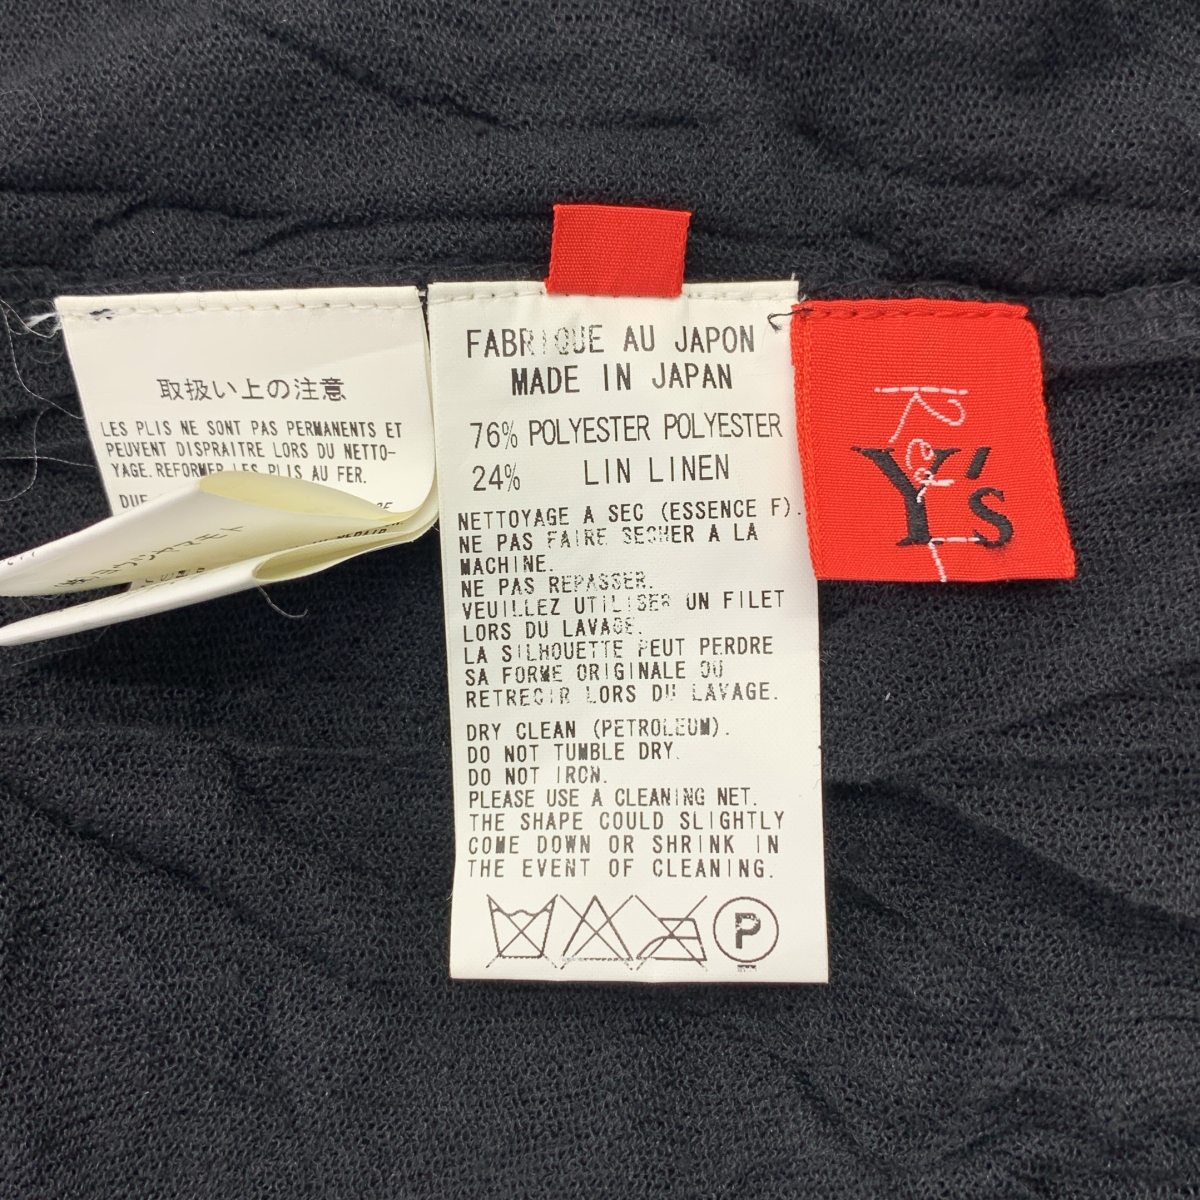 取扱い上の注意
LES PLIS NE SONT PAS PERMANENTS ET
PEUVENT DISPRAITRE LORS DU NETTO-
YAGE.REFORMER LES PLIS AU FER.
DUE
FABRIQUE AU JAPON
MADE IN JAPAN
76% POLYESTER POLYESTER
24% LIN LINEN
NETTOYAGE A SEC (ESSENCE F).
NE PAS FAIRE SECHER A LA
MACHINE.
NE PAS REPASSER.
VEUILLEZ UTILISER UN FILET
LORS DU LAVAGE.
LA SILHOUETTE PEUT PERDRE
SA FORME ORIGINALE OU
RETRECIR LORS DU LAVAGE.
DRY CLEAN (PETROLEUM).
DO NOT TUMBLE DRY.
DO NOT IRON.
PLEASE USE A CLEANING NET.
THE SHAPE COULD SLIGHTLY
COME DOWN OR SHRINK IN
THE EVENT OF CLEANING.
P
Red
Y's